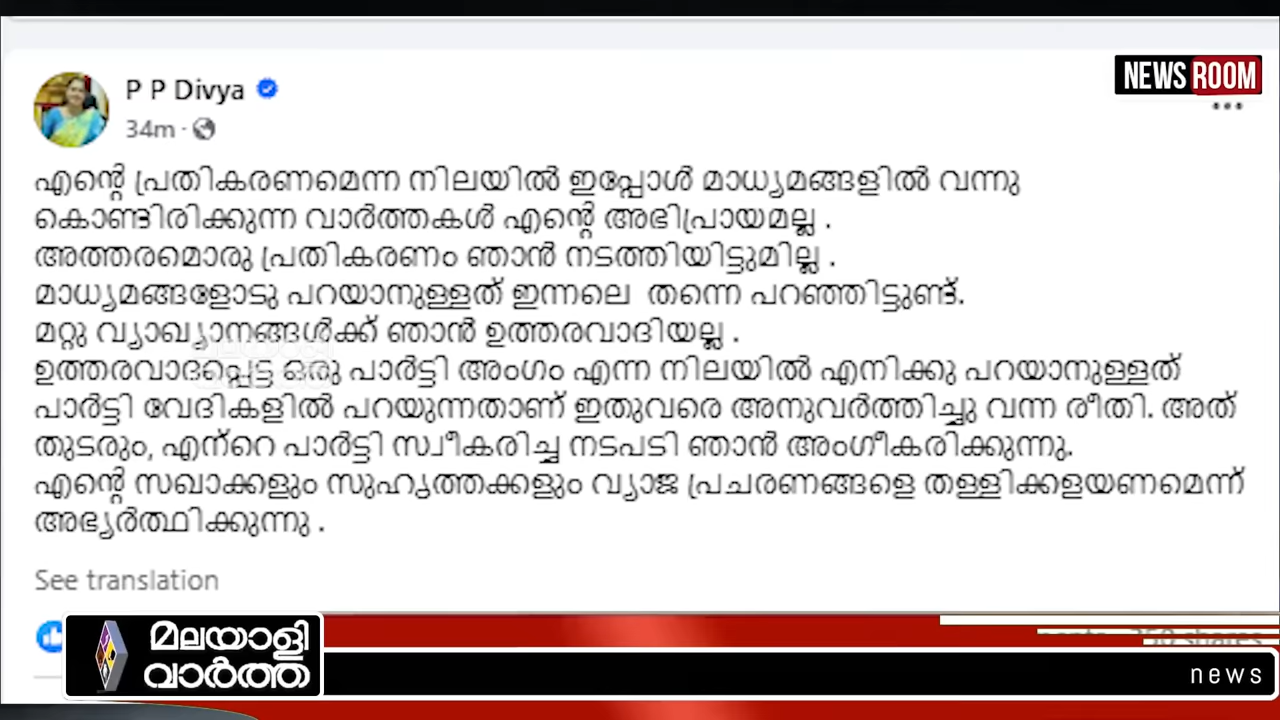 P P Divya
NEWS ROOM
34m
എന്റെ പ്രതികരണമെന്ന നിലയിൽ ഇപ്പോൾ മാധ്യമങ്ങളിൽ വന്നു
കൊണ്ടിരിക്കുന്ന വാർത്തകൾ എന്റെ അഭിപ്രായമല്ല .
അത്തരമൊരു പ്രതികരണം ഞാൻ നടത്തിയിട്ടുമില്ല .
മാധ്യമങ്ങളോടു പറയാനുള്ളത് ഇന്നലെ തന്നെ പറഞ്ഞിട്ടുണ്ട്.
മറ്റു വ്യാഖ്യാനങ്ങൾക്ക് ഞാൻ ഉത്തരവാദിയല്ല .
ഉത്തരവാദപ്പെട്ട ഒരു പാർട്ടി അംഗം എന്ന നിലയിൽ എനിക്കു പറയാനുള്ളത്
പാർട്ടി വേദികളിൽ പറയുന്നതാണ് ഇതുവരെ അനുവർത്തിച്ചു വന്ന രീതി. അത്
തുടരും, എന്റെ പാർട്ടി സ്വീകരിച്ച നടപടി ഞാൻ അംഗീകരിക്കുന്നു.
എന്റെ സഖാക്കളും സുഹൃത്തക്കളും വ്യാജ പ്രചരണങ്ങളെ തള്ളിക്കളയണമെന്ന്
അഭ്യർത്ഥിക്കുന്നു .
See translation
350 shares
മലയാളി
വാർത്ത
news